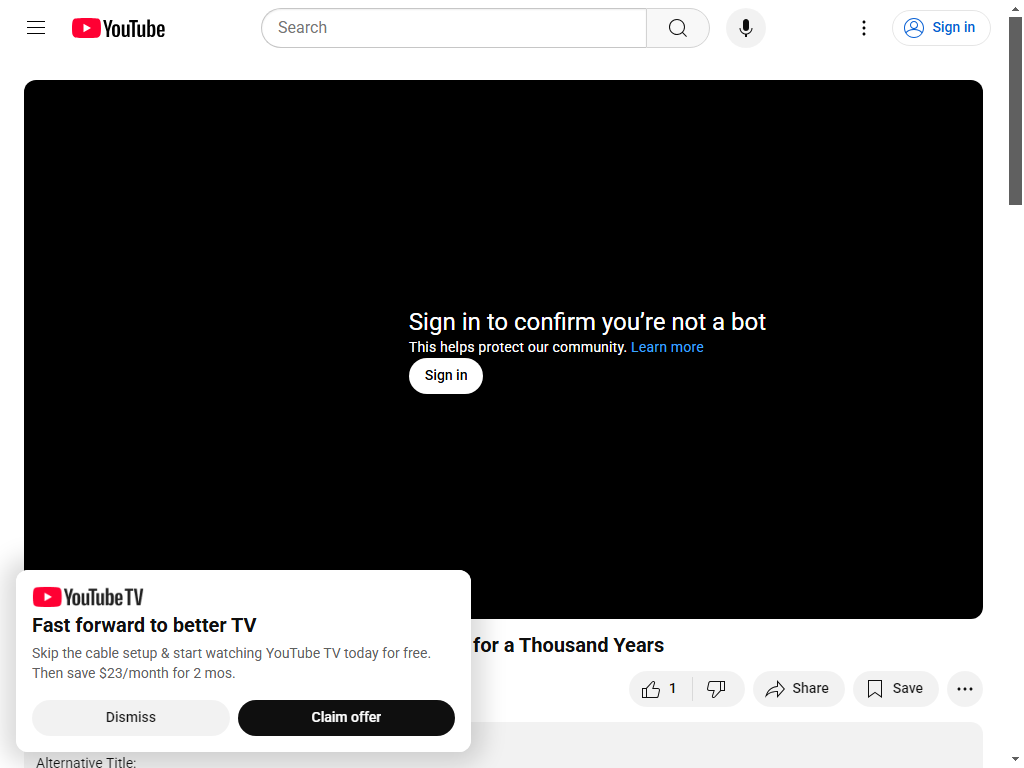 YouTube
Search
Sign in
Sign in to confirm you’re not a bot
This helps protect our community. Learn more
Sign in
YouTube TV
Fast forward to better TV
Skip the cable setup & start watching YouTube TV today for free.
Then save $23/month for 2 mos.
Dismiss
Claim offer
for a Thousand Years
1
Share
Save
Alternative Title: